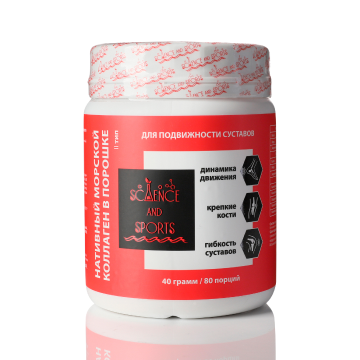 НАТИВНЫЙ МОРСКОЙ
КОЛЛАГЕН В ПОРОШКЕ
II тип
SCIENCE
AND
SPORTS
ДЛЯ ПОДВИЖНОСТИ СУСТАВОВ
динамика
движения
крепкие
кости
гибкость
суставов
40 грамм / 80 порций